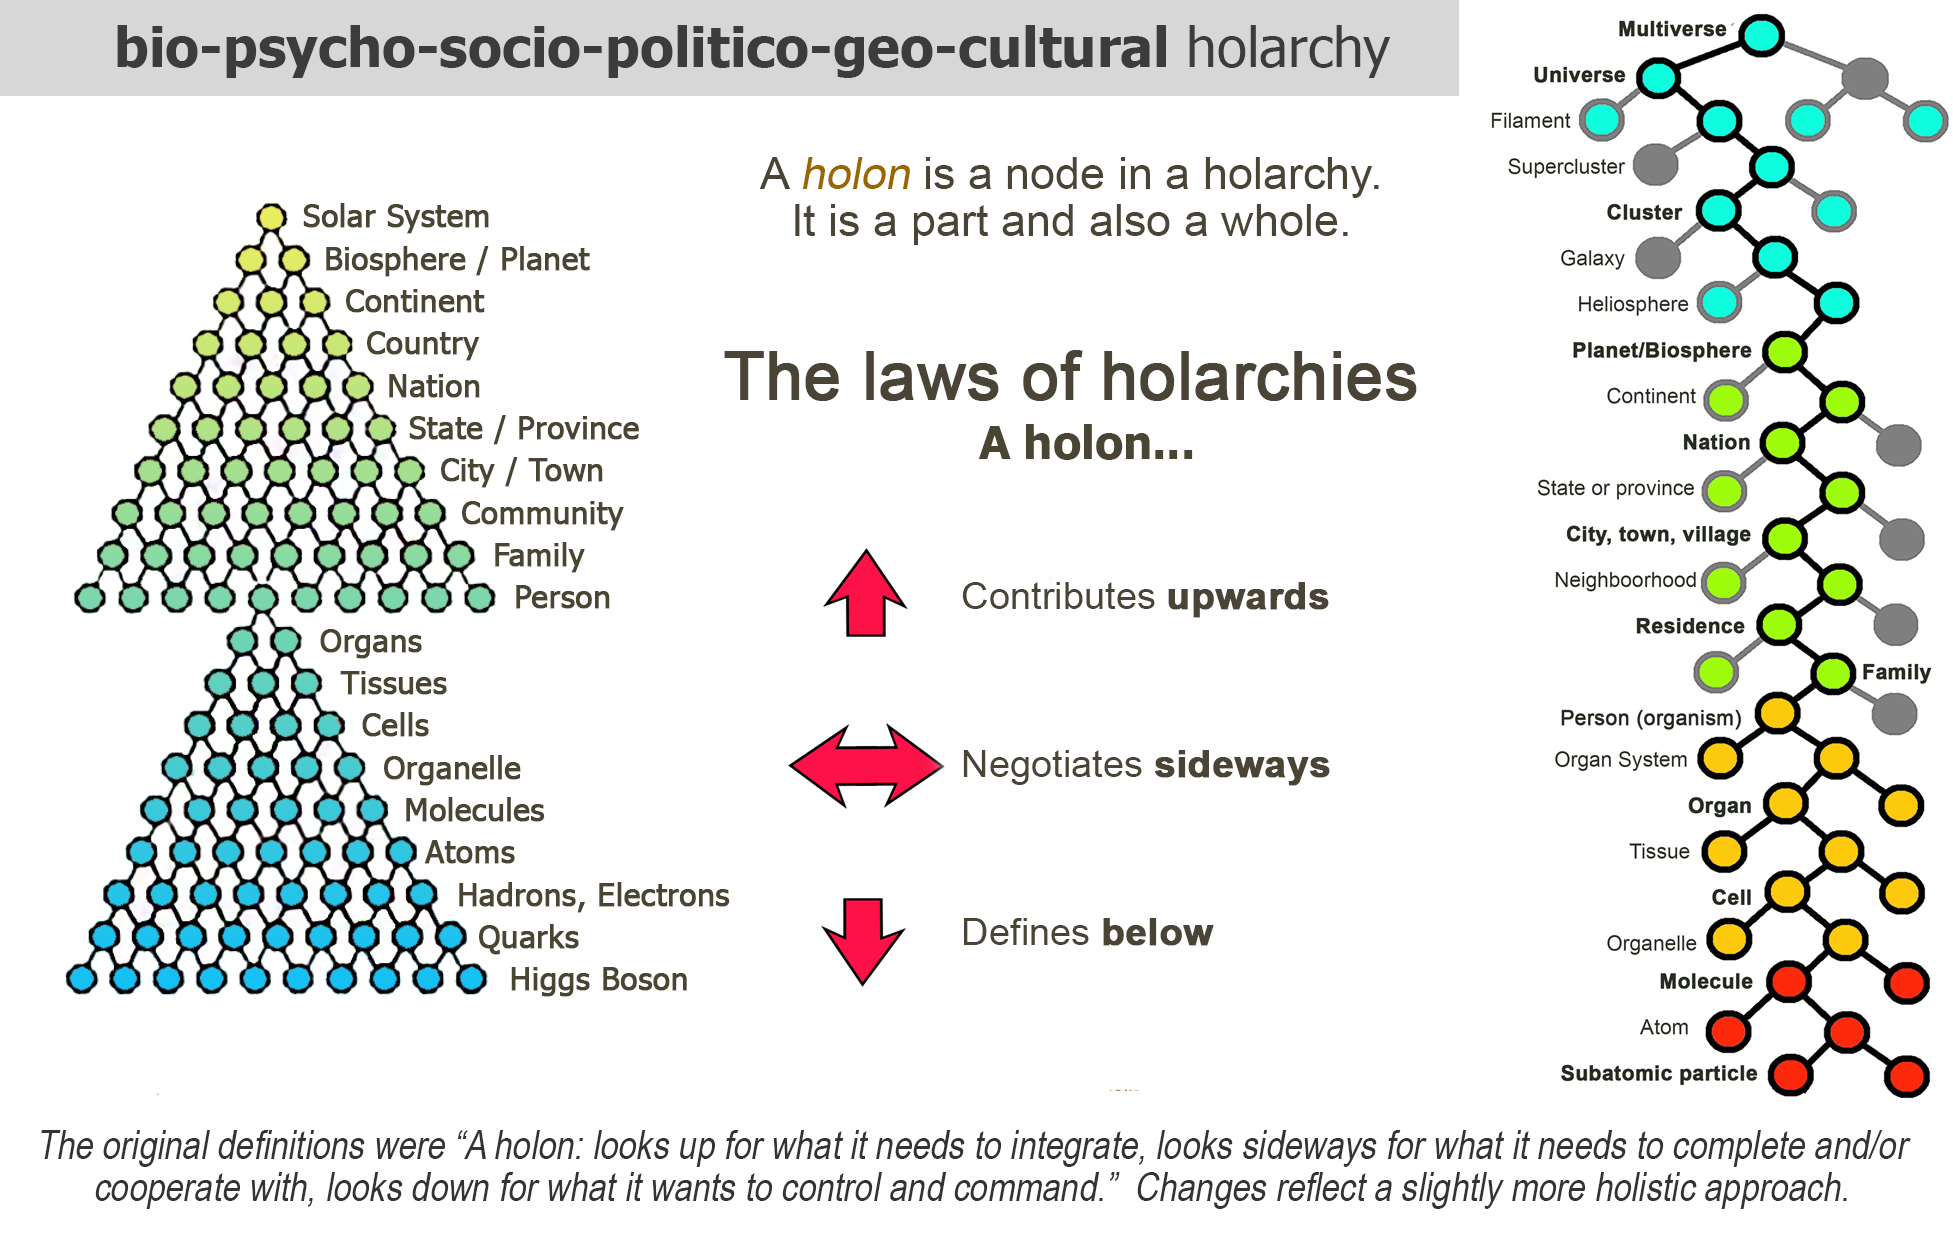 bio-psycho-socio-politico-geo-cultural holarchy
A holon is a node in a holarchy.
It is a part and also a whole.
Solar System
Biosphere / Planet
Continent
Country
Nation
State / Province
City / Town
Community
Family
Person
Organs
Tissues
Cells
Organelle
Molecules
Atoms
Hadrons, Electrons
Quarks
Higgs Boson
The laws of holarchies
A holon...
Contributes upwards
Negotiates sideways
Defines below
Multiverse
Universe
Filament
Supercluster
Cluster
Galaxy
Heliosphere
Planet/Biosphere
Continent
Nation
State or province
City, town, village
Neighboorhood
Residence
Family
Person (organism)
Organ System
Organ
Tissue
Cell
Organelle
Molecule
Atom
Subatomic particle
The original definitions were “A holon: looks up for what it needs to integrate, looks sideways for what it needs to complete and/or
cooperate with, looks down for what it wants to control and command.” Changes reflect a slightly more holistic approach.